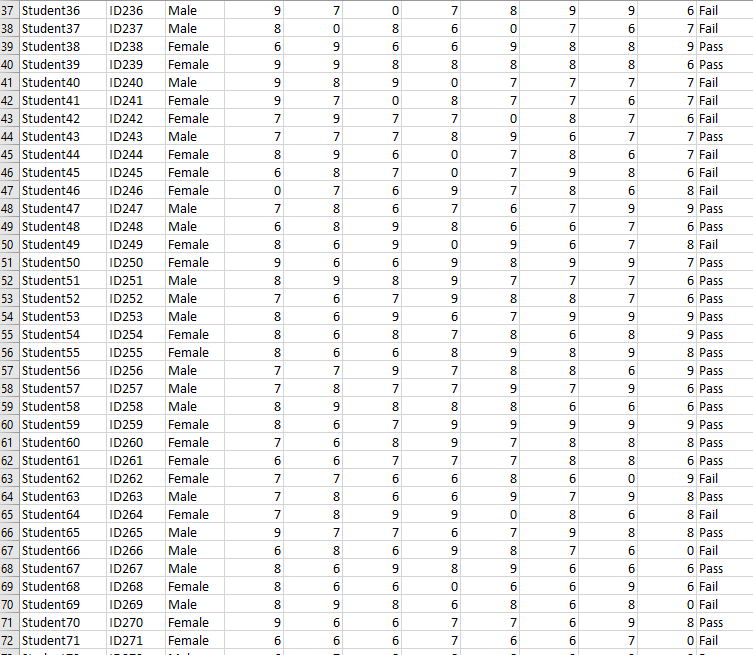 37 Student36 ID236 Male 9 7 0 7 8 9 9 6 Fail
38 Student37 ID237 Male 8 0 8 6 0 7 6 7 Fail
39 Student38 ID238 Female 6 9 6 6 9 8 8 9 Pass
40 Student39 ID239 Female 9 9 8 8 8 8 8 6 Pass
41 Student40 ID240 Male 9 8 9 0 7 7 7 7 Fail
42 Student41 ID241 Female 9 7 0 8 7 7 6 7 Fail
43 Student42 ID242 Female 7 9 7 7 0 8 7 6 Fail
44 Student43 ID243 Male 7 7 7 8 9 6 7 7 Pass
45 Student44 ID244 Female 8 9 6 0 7 8 6 7 Fail
46 Student45 ID245 Female 6 8 7 0 7 9 8 6 Fail
47 Student46 ID246 Female 0 7 6 9 7 8 6 8 Fail
48 Student47 ID247 Male 7 8 6 7 6 7 9 9 Pass
49 Student48 ID248 Male 6 8 9 8 6 6 7 6 Pass
50 Student49 ID249 Female 8 6 9 0 9 6 7 8 Fail
51 Student50 ID250 Female 9 6 6 9 8 9 9 7 Pass
52 Student51 ID251 Male 8 9 8 9 7 7 7 6 Pass
53 Student52 ID252 Male 7 6 7 9 8 8 7 6 Pass
54 Student53 ID253 Male 8 6 9 6 7 9 9 9 Pass
55 Student54 ID254 Female 8 6 8 7 8 6 8 9 Pass
56 Student55 ID255 Female 8 6 6 8 9 8 9 8 Pass
57 Student56 ID256 Male 7 7 9 7 8 8 6 9 Pass
58 Student57 ID257 Male 7 8 7 7 9 7 9 6 Pass
59 Student58 ID258 Male 8 9 8 8 8 6 6 6 Pass
60 Student59 ID259 Female 8 6 7 9 9 9 9 9 Pass
61 Student60 ID260 Female 7 6 8 9 7 8 8 8 Pass
62 Student61 ID261 Female 6 6 7 7 7 8 8 6 Pass
63 Student62 ID262 Female 7 7 6 6 8 6 0 9 Fail
64 Student63 ID263 Male 7 8 6 6 9 7 9 8 Pass
65 Student64 ID264 Female 7 8 9 9 0 8 6 8 Fail
66 Student65 ID265 Male 9 7 7 6 7 9 8 8 Pass
67 Student66 ID266 Male 6 8 6 9 8 7 6 0 Fail
68 Student67 ID267 Male 8 6 9 8 9 6 6 6 Pass
69 Student68 ID268 Female 8 6 6 0 6 6 9 6 Fail
70 Student69 ID269 Male 8 9 8 6 8 6 8 0 Fail
71 Student70 ID270 Female 9 6 6 7 7 6 9 8 Pass
72 Student71 ID271 Female 6 6 6 7 6 6 7 0 Fail